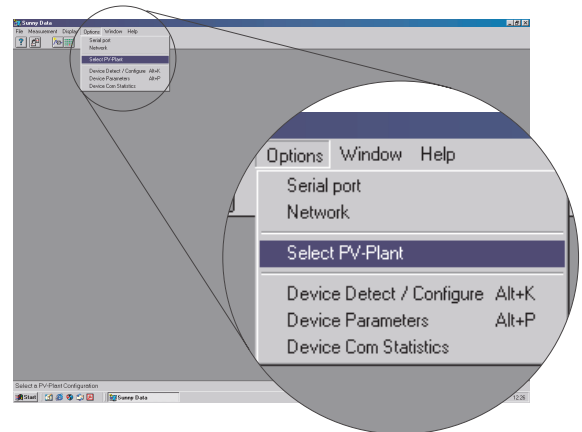 Sunny Data
File Measurement Display Options Window Help
Serial port
Network
Select PV-Plant
Device Detect / Configure Alt+K
Device Parameters Alt+P
Device Com Statistics
Options Window Help
Serial port
Network
Select PV-Plant
Device Detect / Configure Alt+K
Device Parameters Alt+P
Device Com Statistics
Select a PV-Plant Configuration
Start Sunny Data 12:26